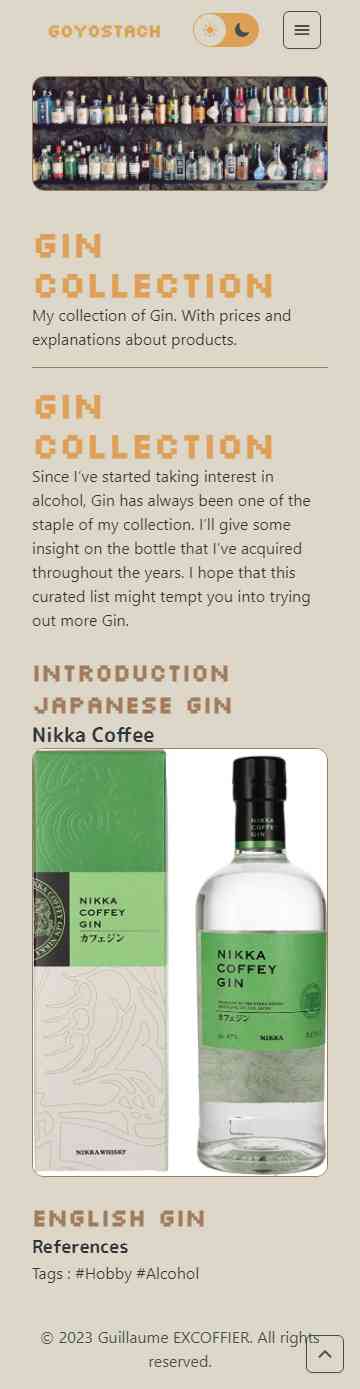 GOYOSTACH
GIN
COLLECTION
My collection of Gin. With prices and
explanations about products.
GIN
COLLECTION
Since I've started taking interest in
alcohol, Gin has always been one of the
staple of my collection. I'll give some
insight on the bottle that I've acquired
throughout the years. I hope that this
curated list might tempt you into trying
out more Gin.
INTRODUCTION
JAPANESE GIN
Nikka Coffee
NIKKA
COFFEY
GIN
カフェジン
NIKKA WHISKY
NIKKA
COFFEY
GIN
NIKKA
COFFEY
GIN
カフェジン
NIKKA
ENGLISH GIN
References
Tags : #Hobby #Alcohol
© 2023 Guillaume EXCOFFIER. All rights
reserved.